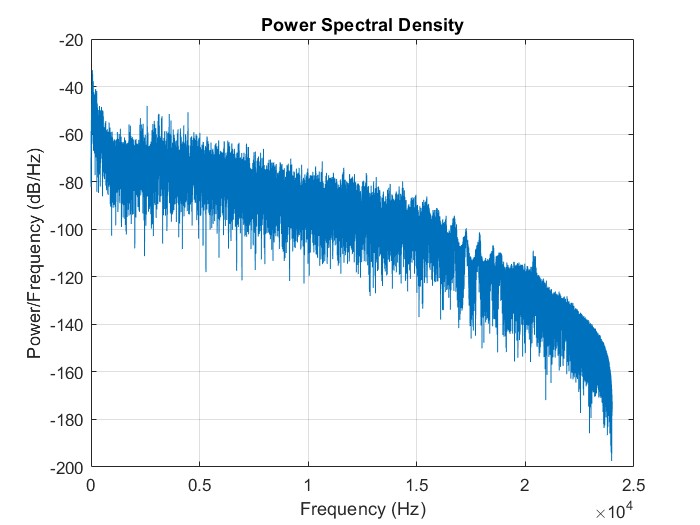 Power Spectral Density
Power/Frequency (dB/Hz)
-20
-40
-60
-80
-100
-120
-140
-160
-180
-200
0 0.5 1 1.5 2 2.5
Frequency (Hz)
×10⁴